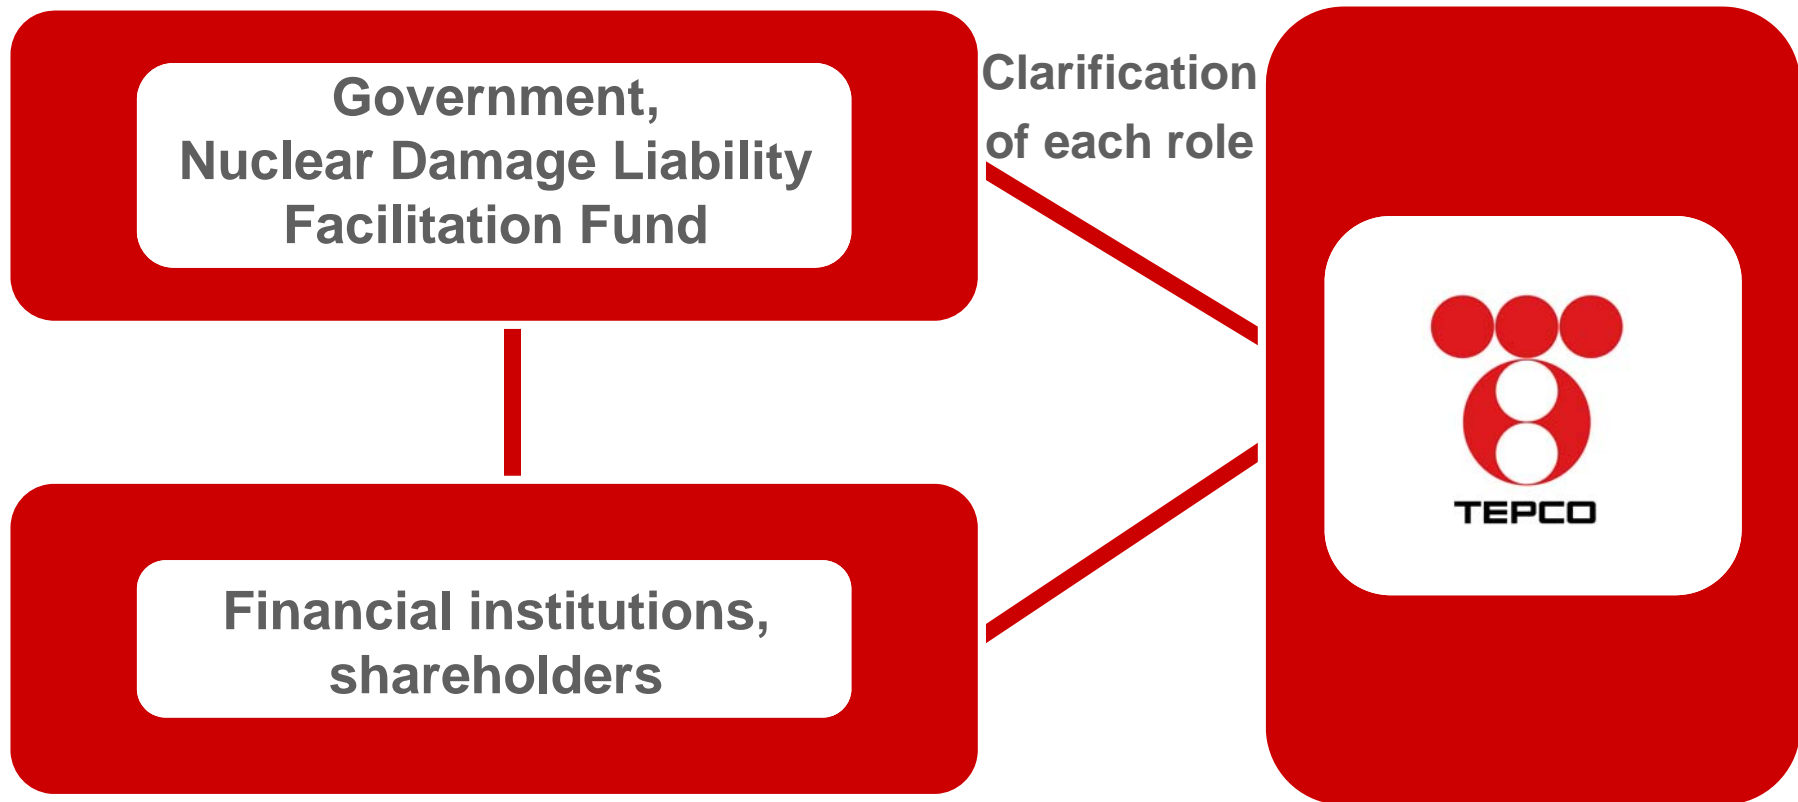 Government,
Nuclear Damage Liability
Facilitation Fund
Clarification
of each role
Financial institutions,
shareholders
TEPCO